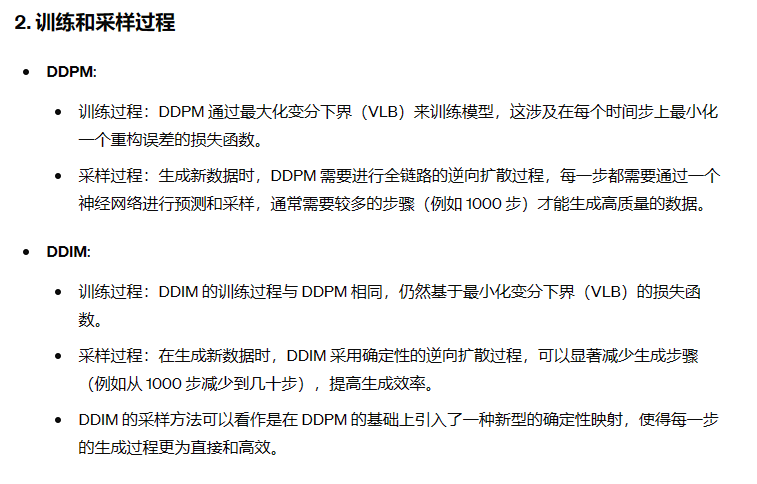 2. 训练和采样过程
DDPM:
训练过程：DDPM 通过最大化变分下界（VLB）来训练模型，这涉及在每个时间步上最小化
一个重构误差的损失函数。
采样过程：生成新数据时，DDPM 需要进行全链路的逆向扩散过程，每一步都需要通过一个
神经网络进行预测和采样，通常需要较多的步骤（例如 1000 步）才能生成高质量的数据。
DDIM:
训练过程：DDIM 的训练过程与 DDPM 相同，仍然基于最小化变分下界（VLB）的损失函
数。
采样过程：在生成新数据时，DDIM 采用确定性的逆向扩散过程，可以显著减少生成步骤
（例如从 1000 步减少到几十步），提高生成效率。
DDIM 的采样方法可以看作是在 DDPM 的基础上引入了一种新型的确定性映射，使得每一步
的生成过程更为直接和高效。